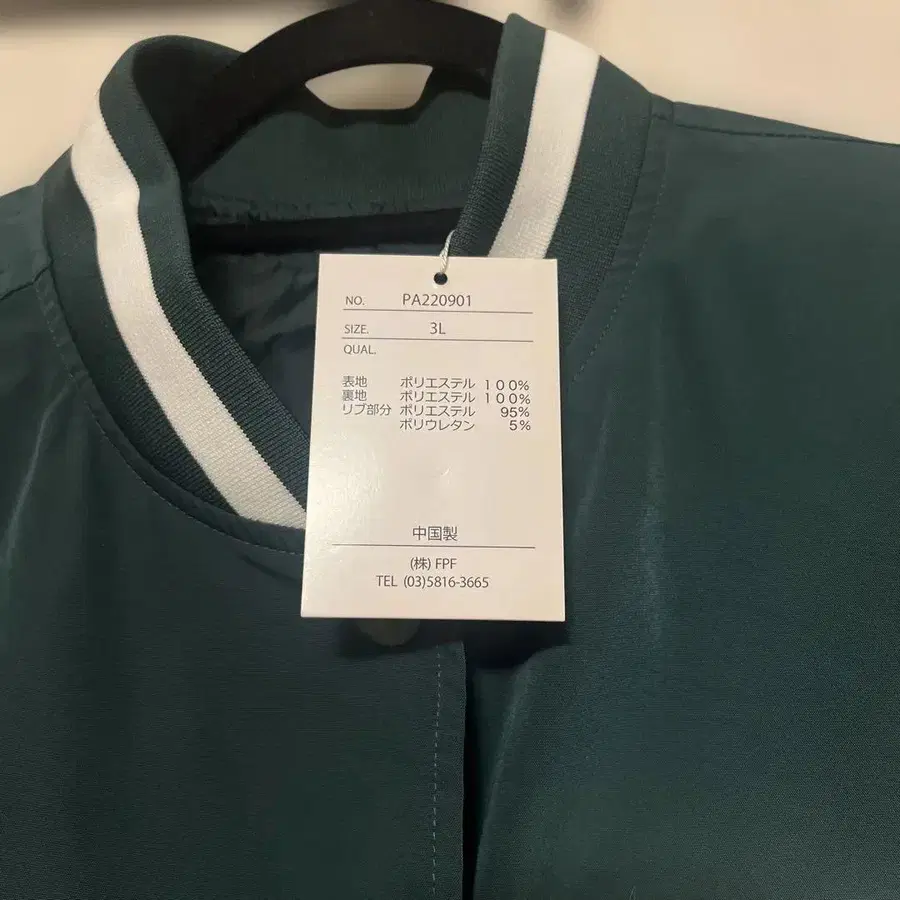 NO. PA220901
SIZE. 3L
QUAL.
表地 ポリエステル 100%
裏地 ポリエステル 100%
リブ部分 ポリエステル 95%
ポリウレタン 5%
中国製
(株) FPF
TEL (03)5816-3665